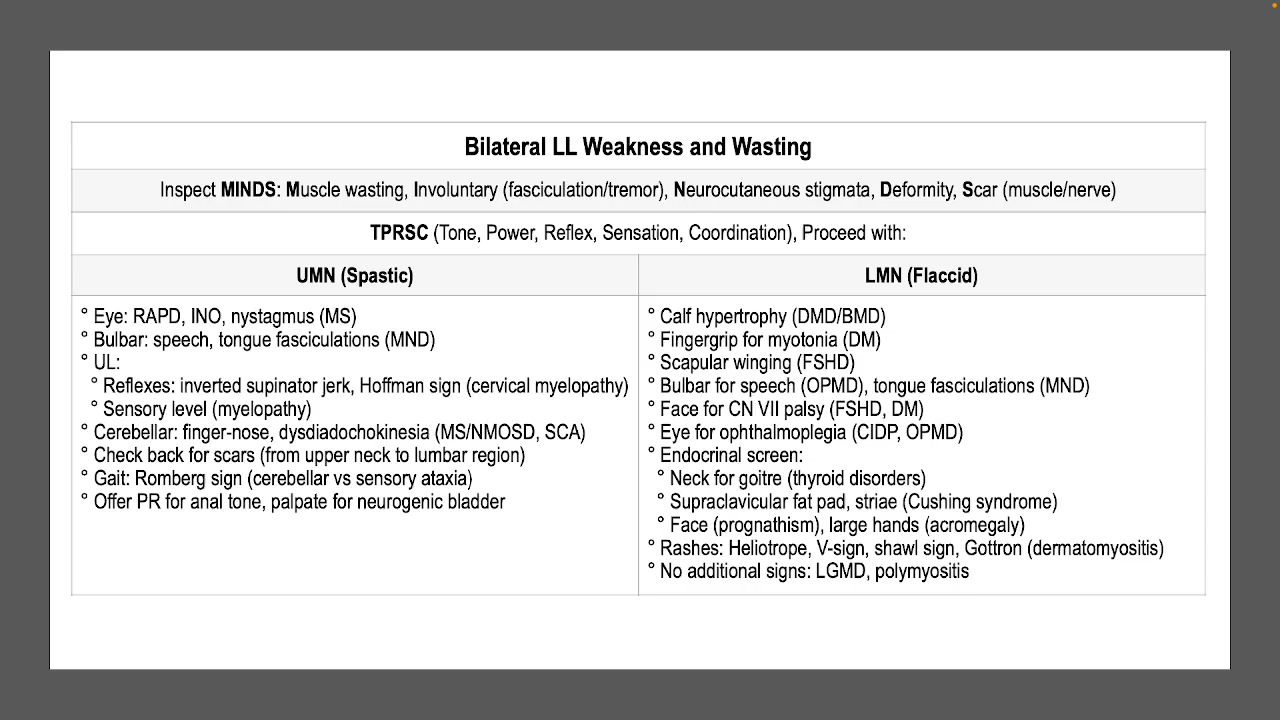 Bilateral LL Weakness and Wasting
Inspect MINDS: Muscle wasting, Involuntary (fasciculation/tremor), Neurocutaneous stigmata, Deformity, Scar (muscle/nerve)
TPRSC (Tone, Power, Reflex, Sensation, Coordination), Proceed with:
UMN (Spastic)
° Eye: RAPD, INO, nystagmus (MS)
° Bulbar: speech, tongue fasciculations (MND)
° UL:
° Reflexes: inverted supinator jerk, Hoffman sign (cervical myelopathy)
° Sensory level (myelopathy)
° Cerebellar: finger-nose, dysdiadochokinesia (MS/NMOSD, SCA)
° Check back for scars (from upper neck to lumbar region)
° Gait: Romberg sign (cerebellar vs sensory ataxia)
° Offer PR for anal tone, palpate for neurogenic bladder
LMN (Flaccid)
° Calf hypertrophy (DMD/BMD)
° Fingergrip for myotonia (DM)
° Scapular winging (FSHD)
° Bulbar for speech (OPMD), tongue fasciculations (MND)
° Face for CN VII palsy (FSHD, DM)
° Eye for ophthalmoplegia (CIDP, OPMD)
° Endocrinal screen:
° Neck for goitre (thyroid disorders)
° Supraclavicular fat pad, striae (Cushing syndrome)
° Face (prognathism), large hands (acromegaly)
° Rashes: Heliotrope, V-sign, shawl sign, Gottron (dermatomyositis)
° No additional signs: LGMD, polymyositis